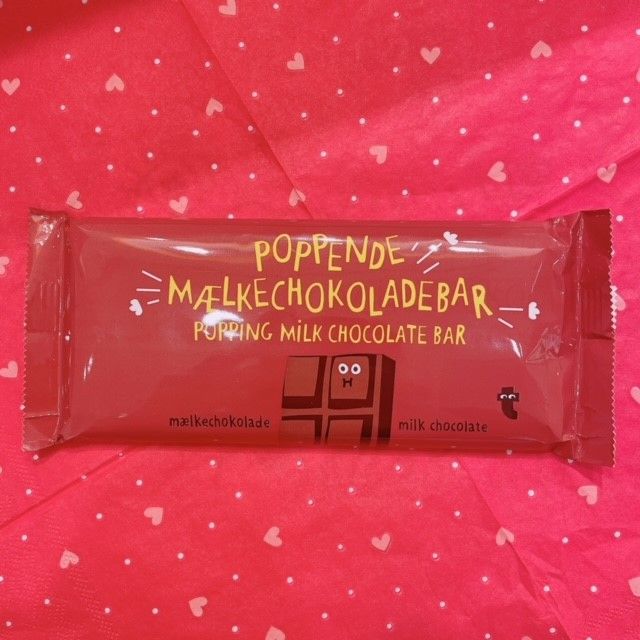 POPPENDE
MÆLKECHOKOLADEBAR
POPPING MILK CHOCOLATE BAR
mælkechokolade
milk chocolate
t